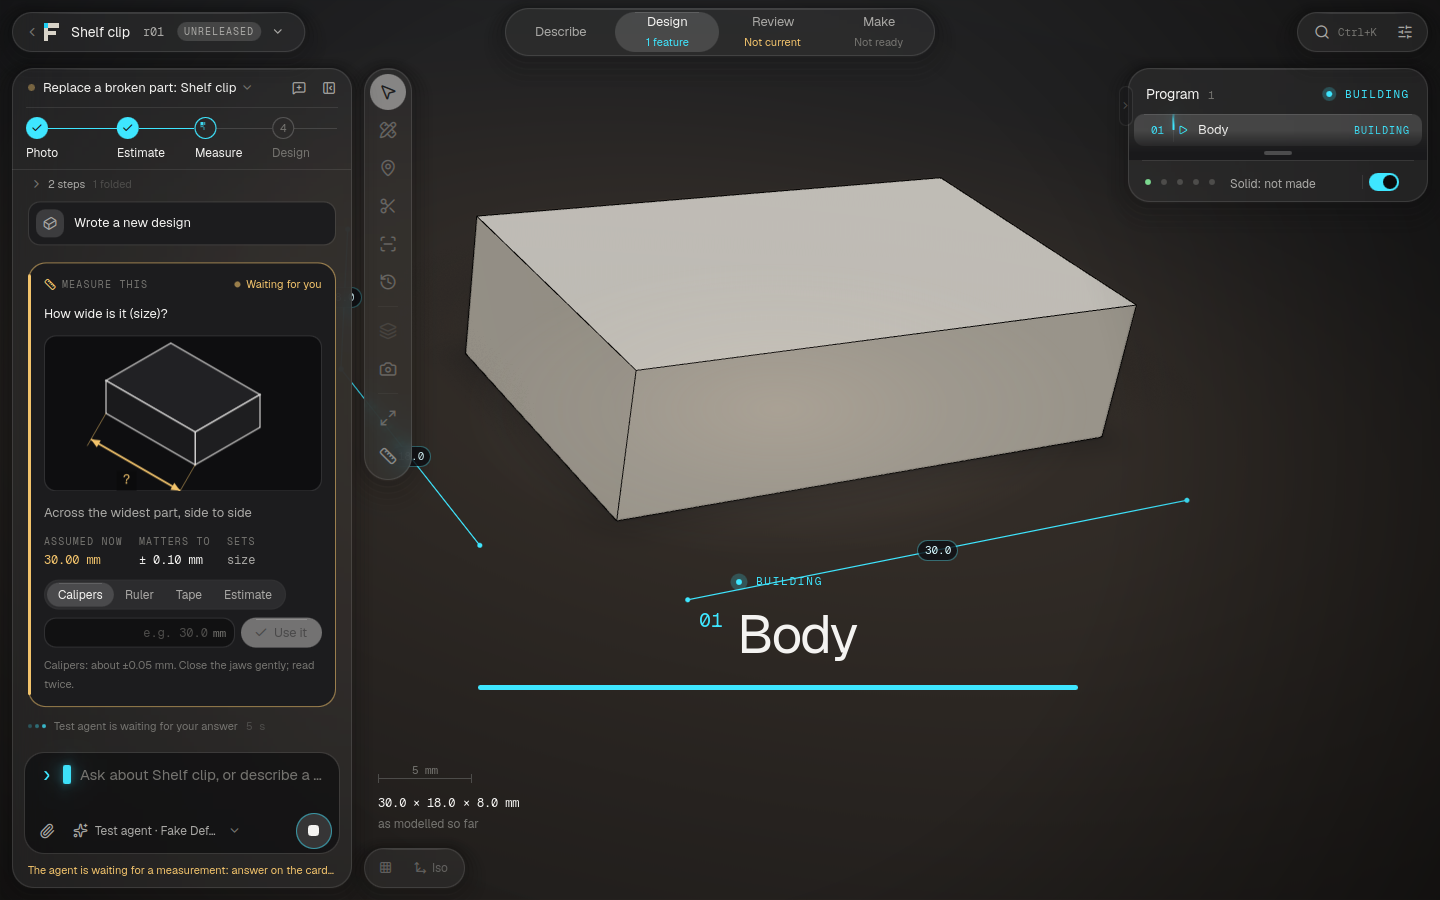 Shelf clip r01 UNRELEASED
Describe
Design
1 feature
Review
Not current
Make
Not ready
Ctrl+K
Replace a broken part: Shelf clip
4
Photo
Estimate
Measure
Design
2 steps 1 folded
Wrote a new design
MEASURE THIS
Waiting for you
How wide is it (size)?
?
Across the widest part, side to side
ASSUMED NOW MATTERS TO SETS
30.00 mm ± 0.10 mm size
Calipers Ruler Tape Estimate
e.g. 30.0 mm
Use it
Calipers: about ±0.05 mm. Close the jaws gently; read
twice.
Test agent is waiting for your answer 5 s
Ask about Shelf clip, or describe a …
Test agent · Fake Def…
The agent is waiting for a measurement: answer on the card…
Program 1
BUILDING
01 Body BUILDING
Solid: not made
.0
30.0
BUILDING
01 Body
5 mm
30.0 × 18.0 × 8.0 mm
as modelled so far
Iso